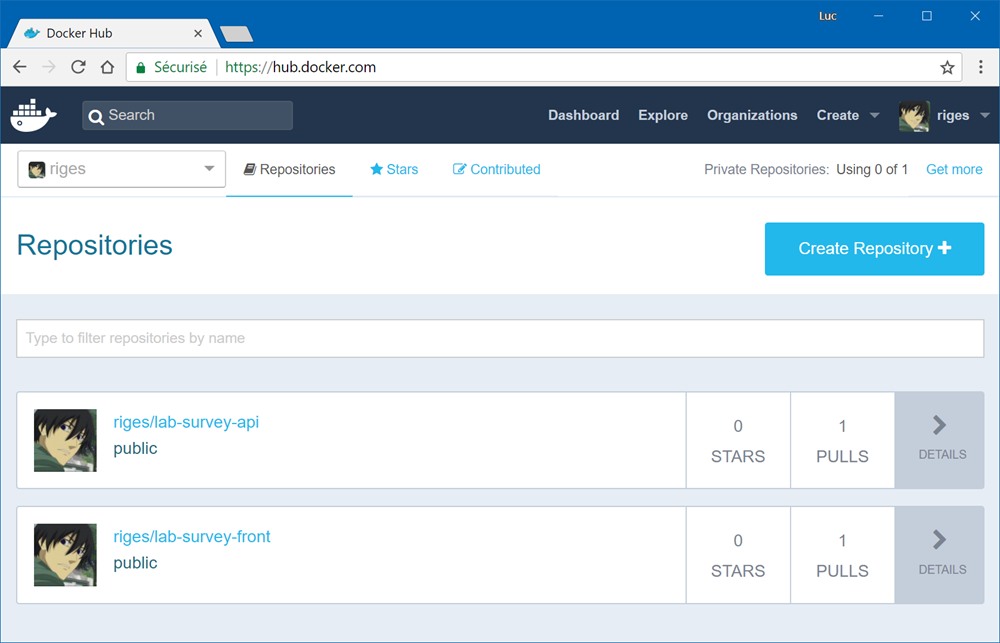 Luc
Docker Hub
Sécurisé https://hub.docker.com
Search Dashboard Explore Organizations Create riges
riges Repositories Stars Contributed Private Repositories: Using 0 of 1 Get more
Repositories
Create Repository
Type to filter repositories by name
riges/lab-survey-api
public
0
STARS
1
PULLS
DETAILS
riges/lab-survey-front
public
0
STARS
1
PULLS
DETAILS